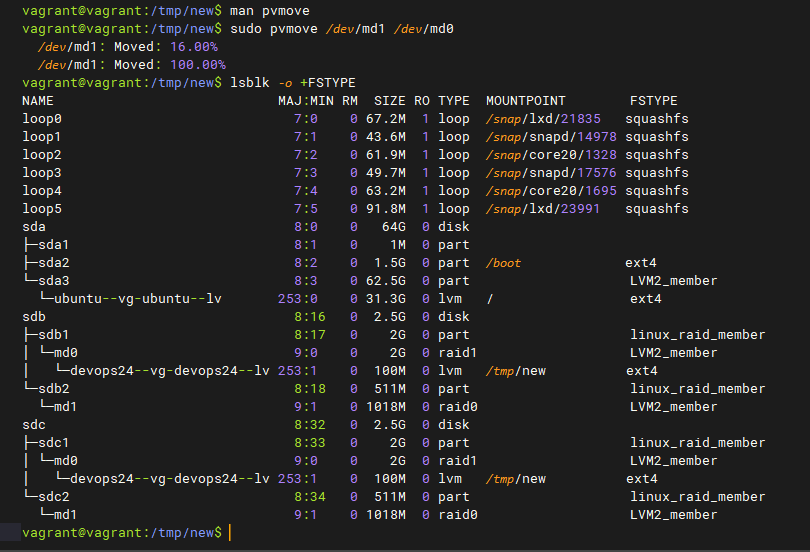 vagrant@vagrant:/tmp/new$ man pvmove
vagrant@vagrant:/tmp/new$ sudo pvmove /dev/md1 /dev/md0
  /dev/md1: Moved: 16.00%
  /dev/md1: Moved: 100.00%
vagrant@vagrant:/tmp/new$ lsblk -o +FSTYPE
NAME                            MAJ:MIN RM   SIZE RO TYPE  MOUNTPOINT        FSTYPE
loop0                             7:0    0  67.2M  1 loop  /snap/lxd/21835   squashfs
loop1                             7:1    0  43.6M  1 loop  /snap/snapd/14978 squashfs
loop2                             7:2    0  61.9M  1 loop  /snap/core20/1328 squashfs
loop3                             7:3    0  49.7M  1 loop  /snap/snapd/17576 squashfs
loop4                             7:4    0  63.2M  1 loop  /snap/core20/1695 squashfs
loop5                             7:5    0  91.8M  1 loop  /snap/lxd/23991   squashfs
sda                               8:0    0    64G  0 disk
├─sda1                            8:1    0     1M  0 part
├─sda2                            8:2    0   1.5G  0 part  /boot             ext4
└─sda3                            8:3    0  62.5G  0 part                    LVM2_member
  └─ubuntu--vg-ubuntu--lv       253:0    0  31.3G  0 lvm   /                 ext4
sdb                               8:16   0   2.5G  0 disk
├─sdb1                            8:17   0     2G  0 part                    linux_raid_member
│ └─md0                           9:0    0     2G  0 raid1                   LVM2_member
│   └─devops24--vg-devops24--lv 253:1    0   100M  0 lvm   /tmp/new          ext4
└─sdb2                            8:18   0   511M  0 part                    linux_raid_member
  └─md1                           9:1    0  1018M  0 raid0                   LVM2_member
sdc                               8:32   0   2.5G  0 disk
├─sdc1                            8:33   0     2G  0 part                    linux_raid_member
│ └─md0                           9:0    0     2G  0 raid1                   LVM2_member
│   └─devops24--vg-devops24--lv 253:1    0   100M  0 lvm   /tmp/new          ext4
└─sdc2                            8:34   0   511M  0 part                    linux_raid_member
  └─md1                           9:1    0  1018M  0 raid0                   LVM2_member
vagrant@vagrant:/tmp/new$